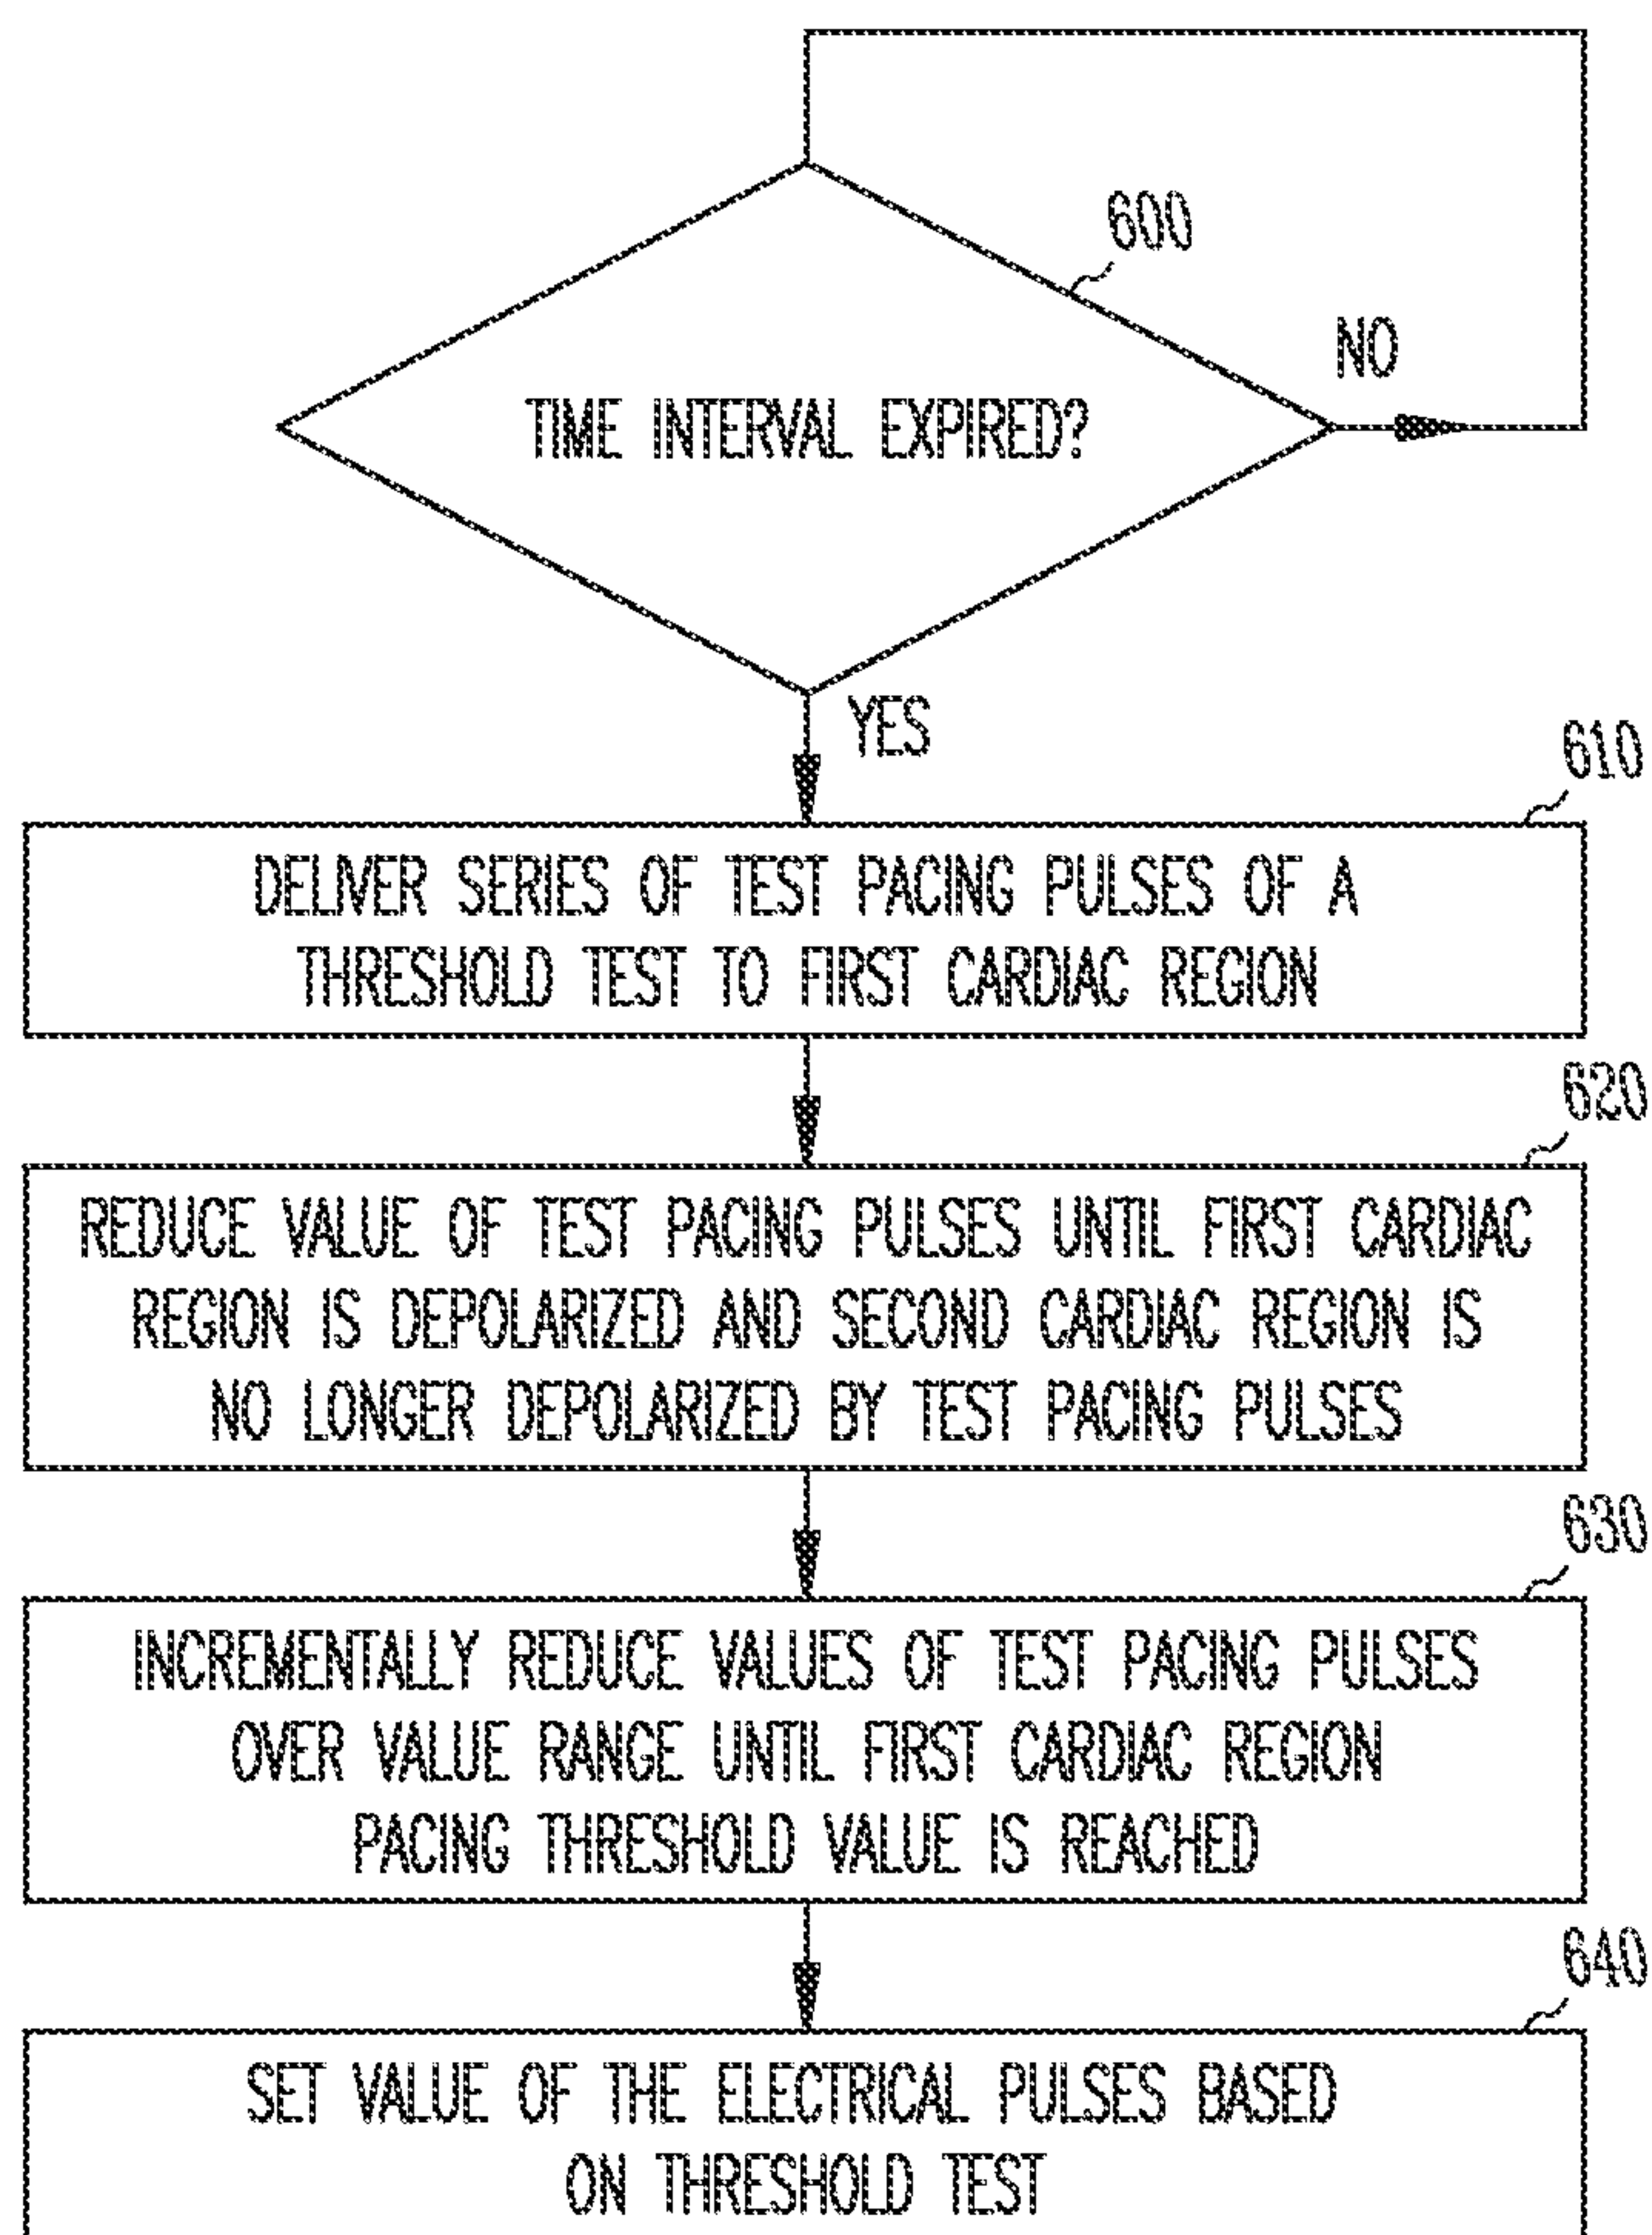 600
NO
TIME INTERVAL EXPIRED?
YES
610
DELIVER SERIES OF TEST PACING PULSES OF A
THRESHOLD TEST TO FIRST CARDIAC REGION
620
REDUCE VALUE OF TEST PACING PULSES UNTIL FIRST CARDIAC
REGION IS DEPOLARIZED AND SECOND CARDIAC REGION IS
NO LONGER DEPOLARIZED BY TEST PACING PULSES
630
INCREMENTALLY REDUCE VALUES OF TEST PACING PULSES
OVER VALUE RANGE UNTIL FIRST CARDIAC REGION
PACING THRESHOLD VALUE IS REACHED
640
SET VALUE OF THE ELECTRICAL PULSES BASED
ON THRESHOLD TEST